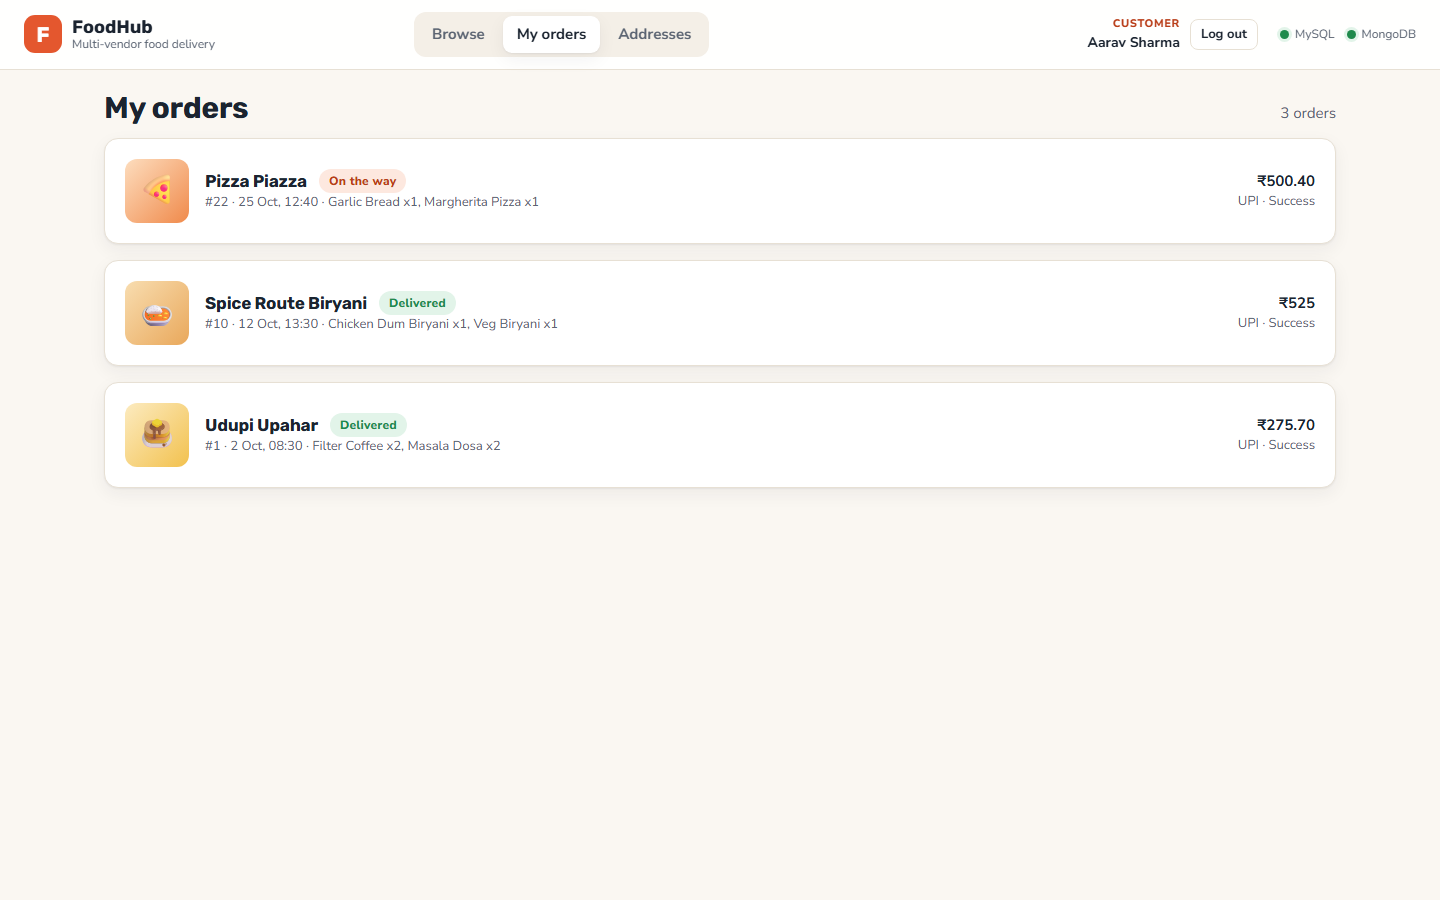 F
FoodHub
Multi-vendor food delivery
Browse
My orders
Addresses
CUSTOMER
Aarav Sharma
Log out
MySQL
MongoDB
My orders
3 orders
Pizza Piazza
On the way
₹500.40
#22 · 25 Oct, 12:40 · Garlic Bread x1, Margherita Pizza x1
UPI · Success
Spice Route Biryani
Delivered
₹525
#10 · 12 Oct, 13:30 · Chicken Dum Biryani x1, Veg Biryani x1
UPI · Success
Udupi Upahar
Delivered
₹275.70
#1 · 2 Oct, 08:30 · Filter Coffee x2, Masala Dosa x2
UPI · Success